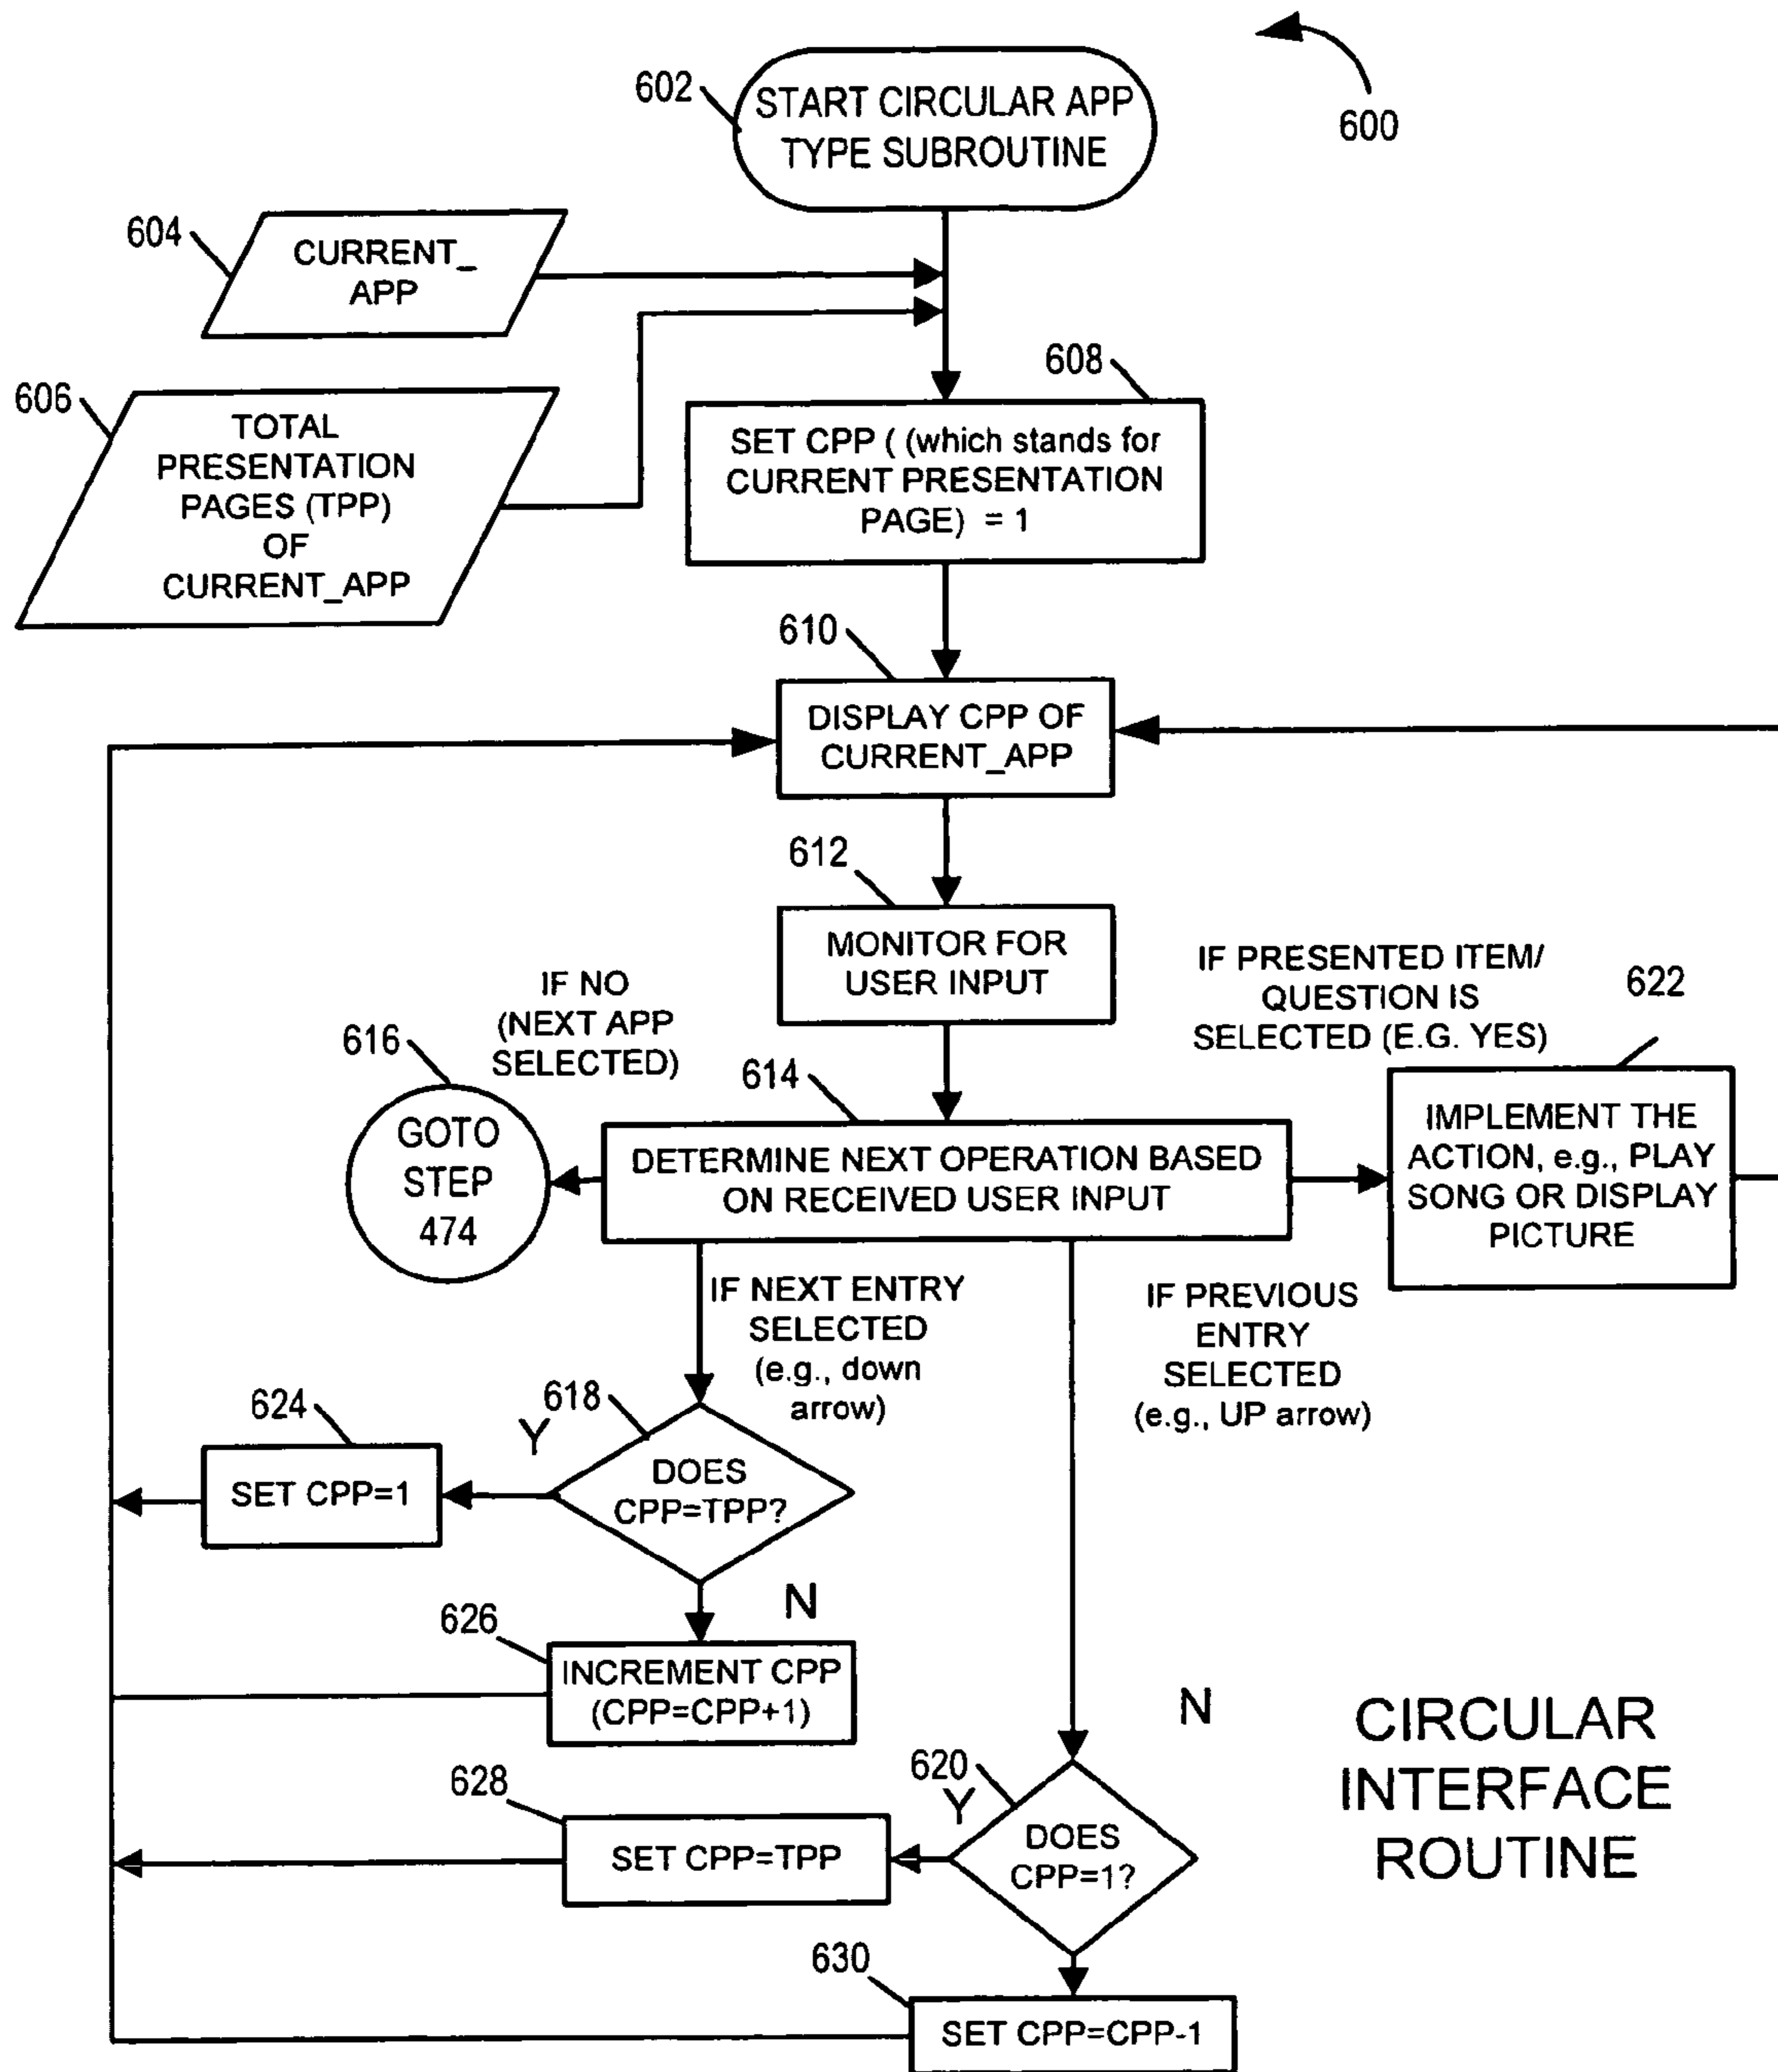 600
602
START CIRCULAR APP
TYPE SUBROUTINE
604
CURRENT_
APP
606
TOTAL
PRESENTATION
PAGES (TPP)
OF
CURRENT_APP
608
SET CPP ( (which stands for
CURRENT PRESENTATION
PAGE) = 1
610
DISPLAY CPP OF
CURRENT_APP
612
MONITOR FOR
USER INPUT
IF NO
(NEXT APP
SELECTED)
616
GOTO
STEP
474
614
DETERMINE NEXT OPERATION BASED
ON RECEIVED USER INPUT
IF PRESENTED ITEM/
QUESTION IS
SELECTED (E.G. YES)
622
IMPLEMENT THE
ACTION, e.g., PLAY
SONG OR DISPLAY
PICTURE
IF NEXT ENTRY
SELECTED
(e.g., down
arrow)
IF PREVIOUS
ENTRY
SELECTED
(e.g., UP arrow)
618
Y
DOES
CPP=TPP?
624
SET CPP=1
N
626
INCREMENT CPP
(CPP=CPP+1)
N
620
Y
DOES
CPP=1?
628
SET CPP=TPP
630
SET CPP=CPP-1
CIRCULAR
INTERFACE
ROUTINE